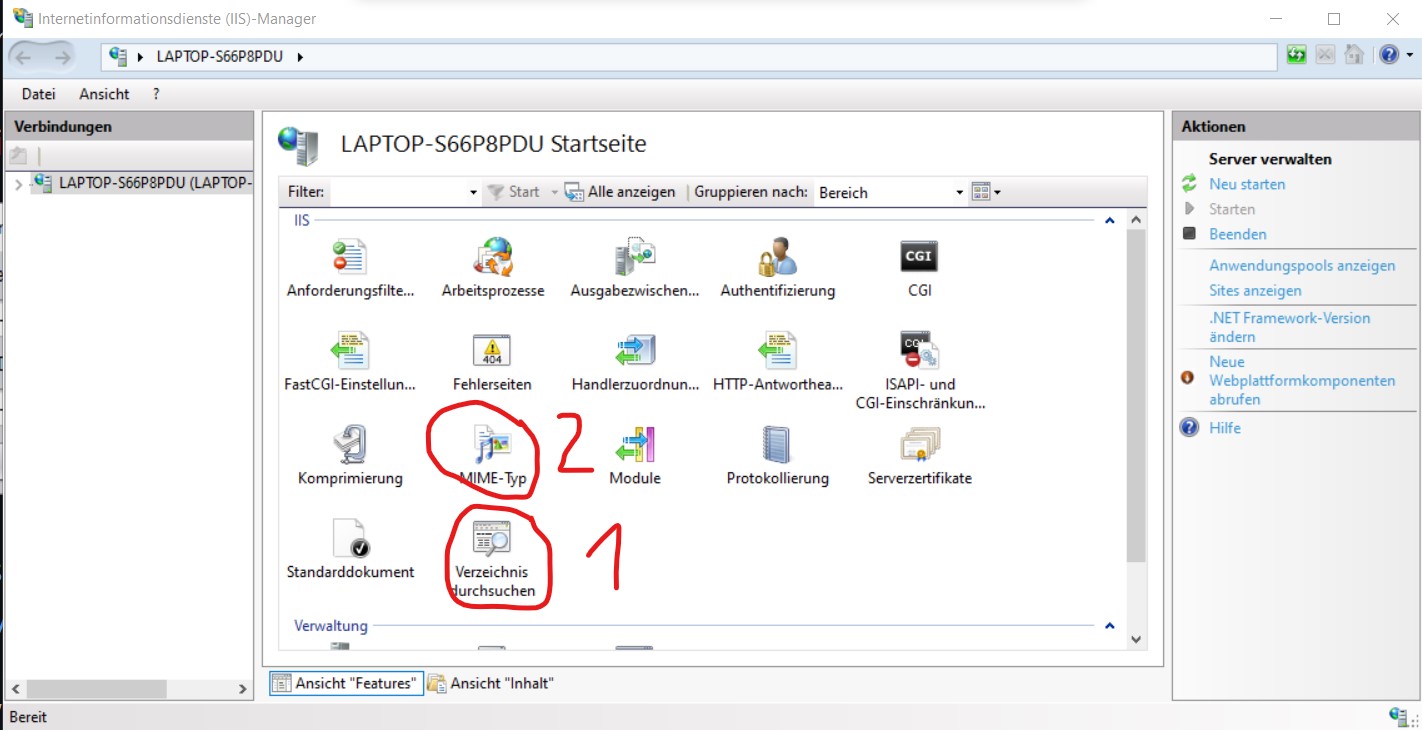 Internetinformationsdienste (IIS)-Manager
LAPTOP-S66P8PDU
Datei Ansicht ?
Verbindungen
LAPTOP-S66P8PDU (LAPTOP-
LAPTOP-S66P8PDU Startseite
Filter: Start Alle anzeigen Gruppieren nach: Bereich
IIS
Anforderungsfilte... Arbeitsprozesse Ausgabezwischen... Authentifizierung CGI
CGI
404
CGI
FastCGI-Einstellun... Fehlerseiten Handlerzuordnun... HTTP-Antworthea... ISAPI- und
CGI-Einschränkun...
2
Komprimierung MIME-Typ Module Protokollierung Serverzertifikate
1
Standarddokument Verzeichnis
durchsuchen
Verwaltung
Ansicht "Features" Ansicht "Inhalt"
Aktionen
Server verwalten
Neu starten
Starten
Beenden
Anwendungspools anzeigen
Sites anzeigen
.NET Framework-Version
ändern
Neue
Webplattformkomponenten
abrufen
Hilfe
Bereit